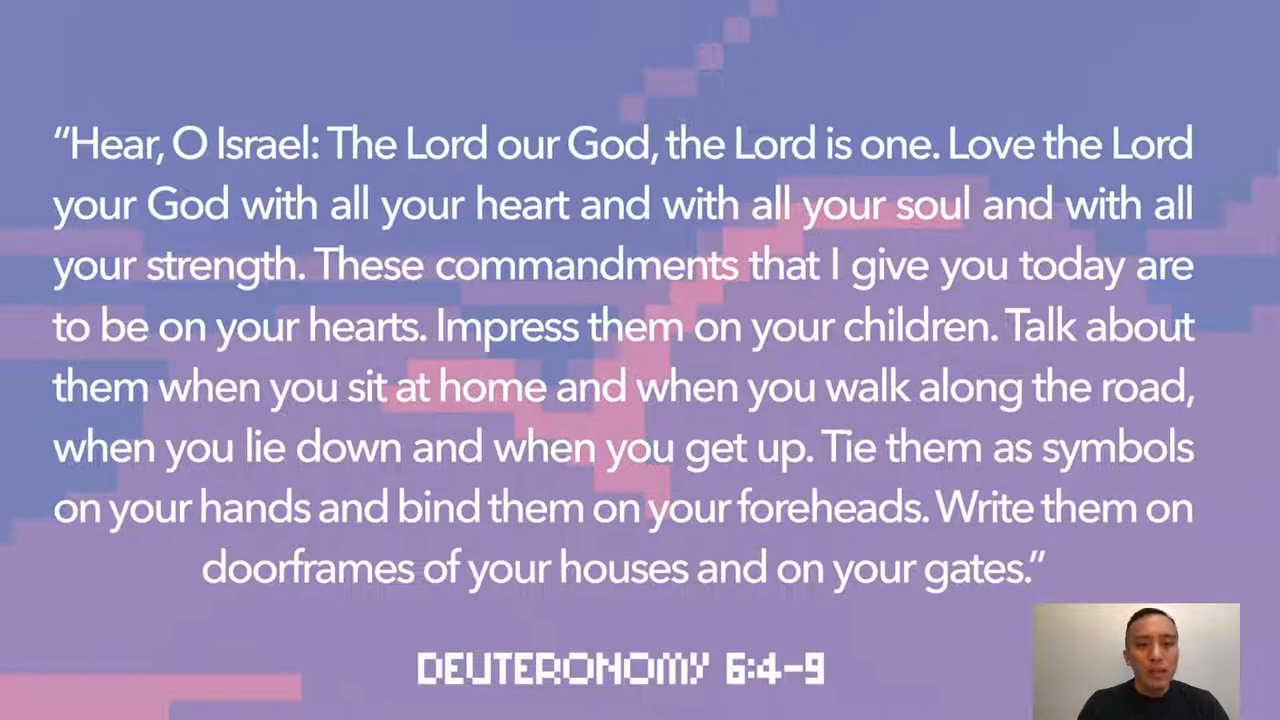 “Hear, O Israel: The Lord our God, the Lord is one. Love the Lord
your God with all your heart and with all your soul and with all
your strength. These commandments that I give you today are
to be on your hearts. Impress them on your children. Talk about
them when you sit at home and when you walk along the road,
when you lie down and when you get up. Tie them as symbols
on your hands and bind them on your foreheads. Write them on
doorframes of your houses and on your gates.”
DEUTERONOMY 6:4-9